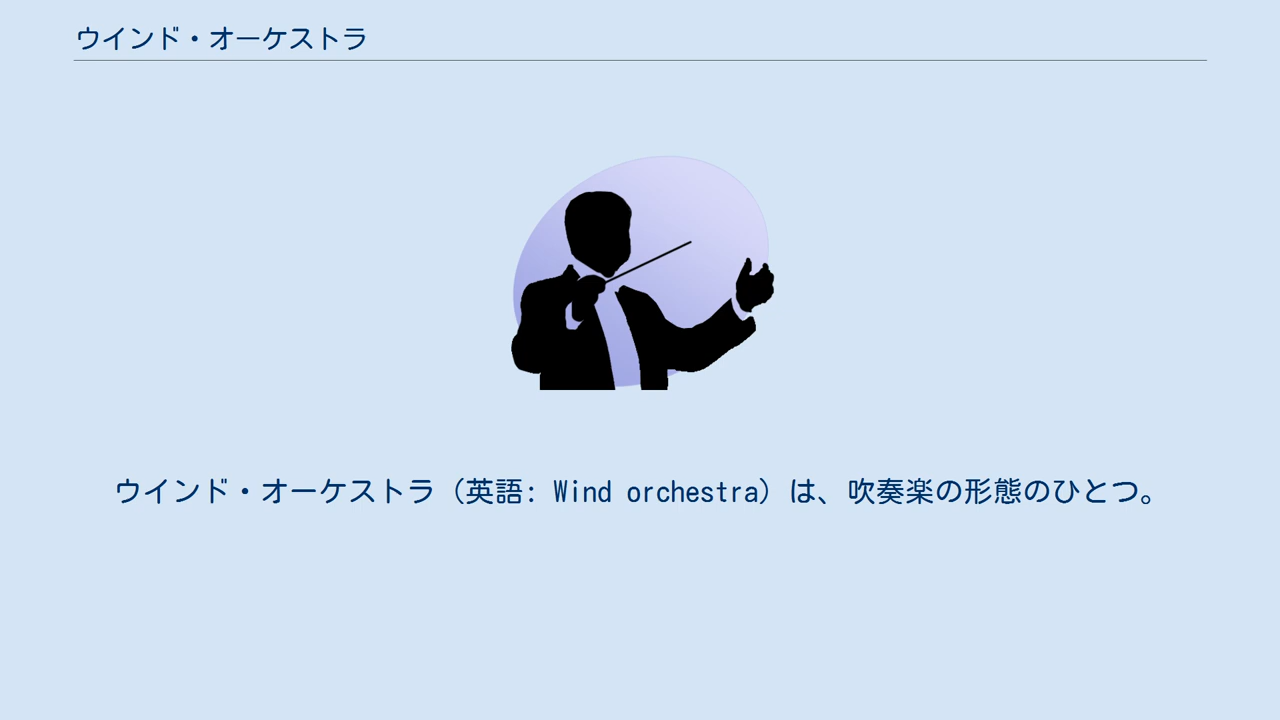 ウインド・オーケストラ
ウインド・オーケストラ（英語: Wind orchestra）は、吹奏楽の形態のひとつ。